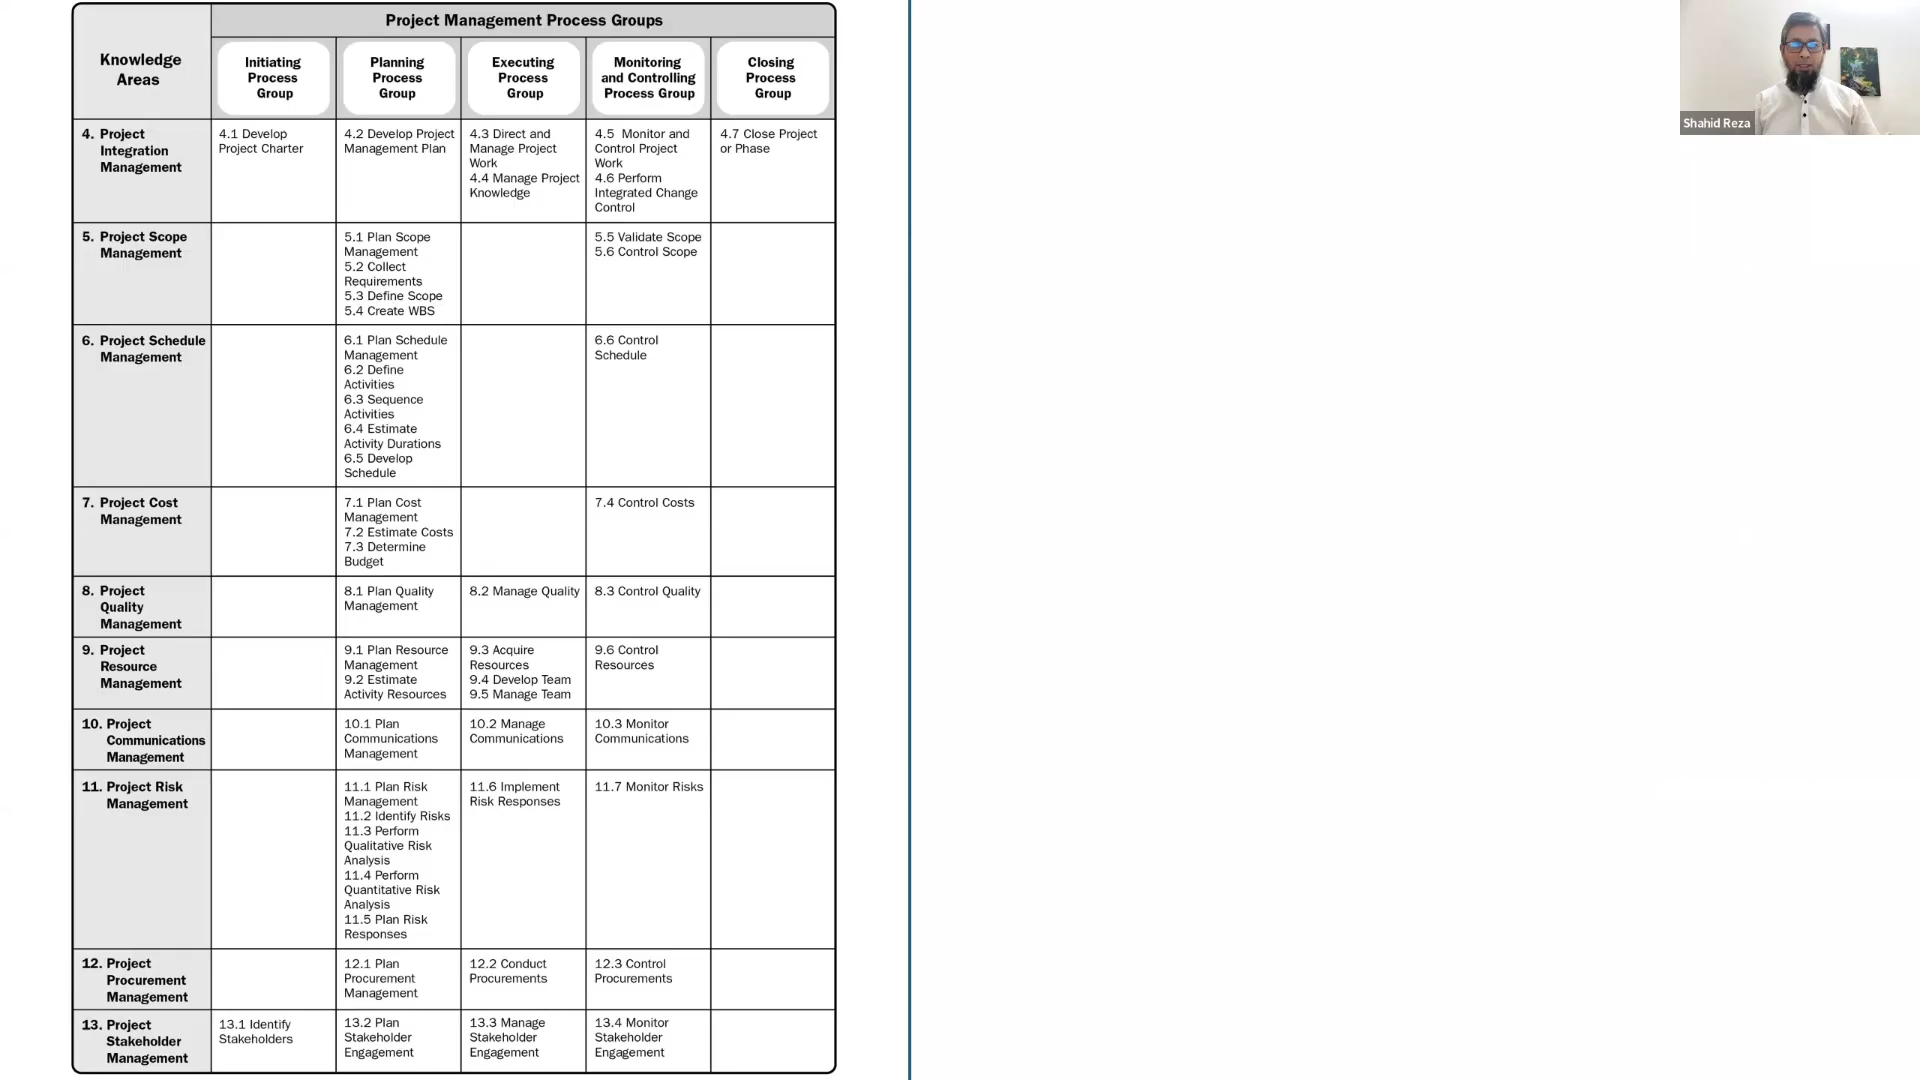 Project Management Process Groups
Knowledge
Areas
Initiating
Process
Group
Planning
Process
Group
Executing
Process
Group
Monitoring
and Controlling
Process Group
Closing
Process
Group
4. Project
Integration
Management
4.1 Develop
Project Charter
4.2 Develop Project
Management Plan
4.3 Direct and
Manage Project
Work
4.4 Manage Project
Knowledge
4.5 Monitor and
Control Project
Work
4.6 Perform
Integrated Change
Control
4.7 Close Project
or Phase
5. Project Scope
Management
5.1 Plan Scope
Management
5.2 Collect
Requirements
5.3 Define Scope
5.4 Create WBS
5.5 Validate Scope
5.6 Control Scope
6. Project Schedule
Management
6.1 Plan Schedule
Management
6.2 Define
Activities
6.3 Sequence
Activities
6.4 Estimate
Activity Durations
6.5 Develop
Schedule
6.6 Control
Schedule
7. Project Cost
Management
7.1 Plan Cost
Management
7.2 Estimate Costs
7.3 Determine
Budget
7.4 Control Costs
8. Project
Quality
Management
8.1 Plan Quality
Management
8.2 Manage Quality
8.3 Control Quality
9. Project
Resource
Management
9.1 Plan Resource
Management
9.2 Estimate
Activity Resources
9.3 Acquire
Resources
9.4 Develop Team
9.5 Manage Team
9.6 Control
Resources
10. Project
Communications
Management
10.1 Plan
Communications
Management
10.2 Manage
Communications
10.3 Monitor
Communications
11. Project Risk
Management
11.1 Plan Risk
Management
11.2 Identify Risks
11.3 Perform
Qualitative Risk
Analysis
11.4 Perform
Quantitative Risk
Analysis
11.5 Plan Risk
Responses
11.6 Implement
Risk Responses
11.7 Monitor Risks
12. Project
Procurement
Management
12.1 Plan
Procurement
Management
12.2 Conduct
Procurements
12.3 Control
Procurements
13. Project
Stakeholder
Management
13.1 Identify
Stakeholders
13.2 Plan
Stakeholder
Engagement
13.3 Manage
Stakeholder
Engagement
13.4 Monitor
Stakeholder
Engagement
Shahid Reza